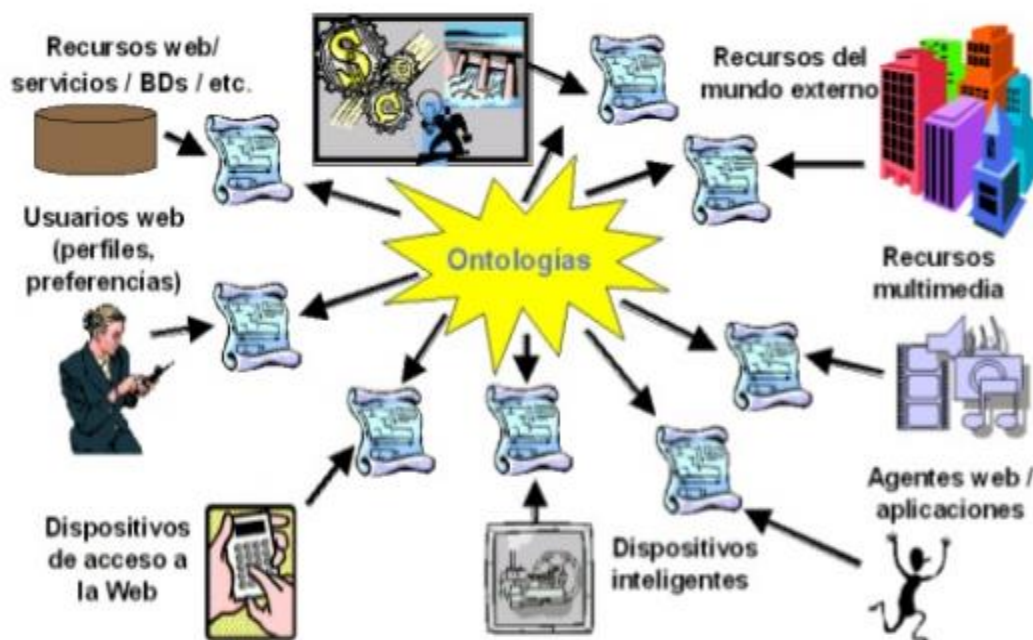 Recursos web/
servicios / BDs / etc.
Recursos del
mundo externo
Usuarios web
(perfiles,
preferencias)
Ontologías
Recursos
multimedia
Agentes web /
aplicaciones
Dispositivos
de acceso a
la Web
Dispositivos
inteligentes